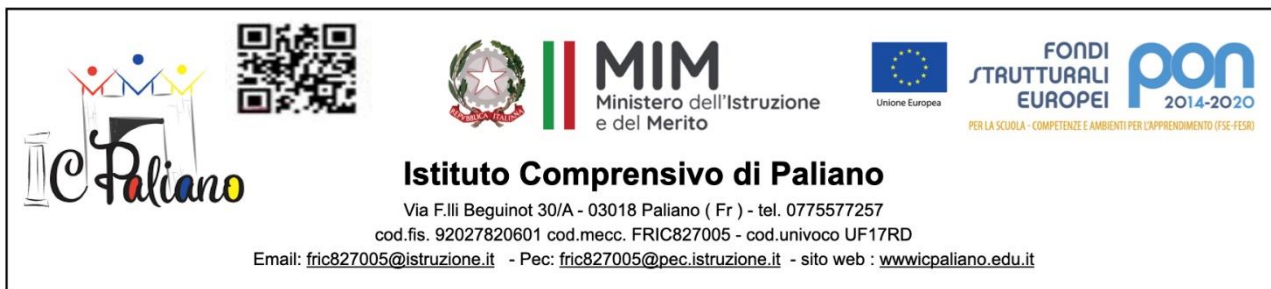 IC Paliano
REPVBBLICA ITALIANA
MIM
Ministero dell'Istruzione
e del Merito
Unione Europea
FONDI
STRUTTURALI
EUROPEI
pon
2014-2020
PER LA SCUOLA - COMPETENZE E AMBIENTI PER L'APPRENDIMENTO (FSE-FESR)
Istituto Comprensivo di Paliano
Via F.lli Beguinot 30/A - 03018 Paliano ( Fr ) - tel. 0775577257
cod.fis. 92027820601 cod.mecc. FRIC827005 - cod.univoco UF17RD
Email: fric827005@istruzione.it - Pec: fric827005@pec.istruzione.it - sito web : wwwicpaliano.edu.it